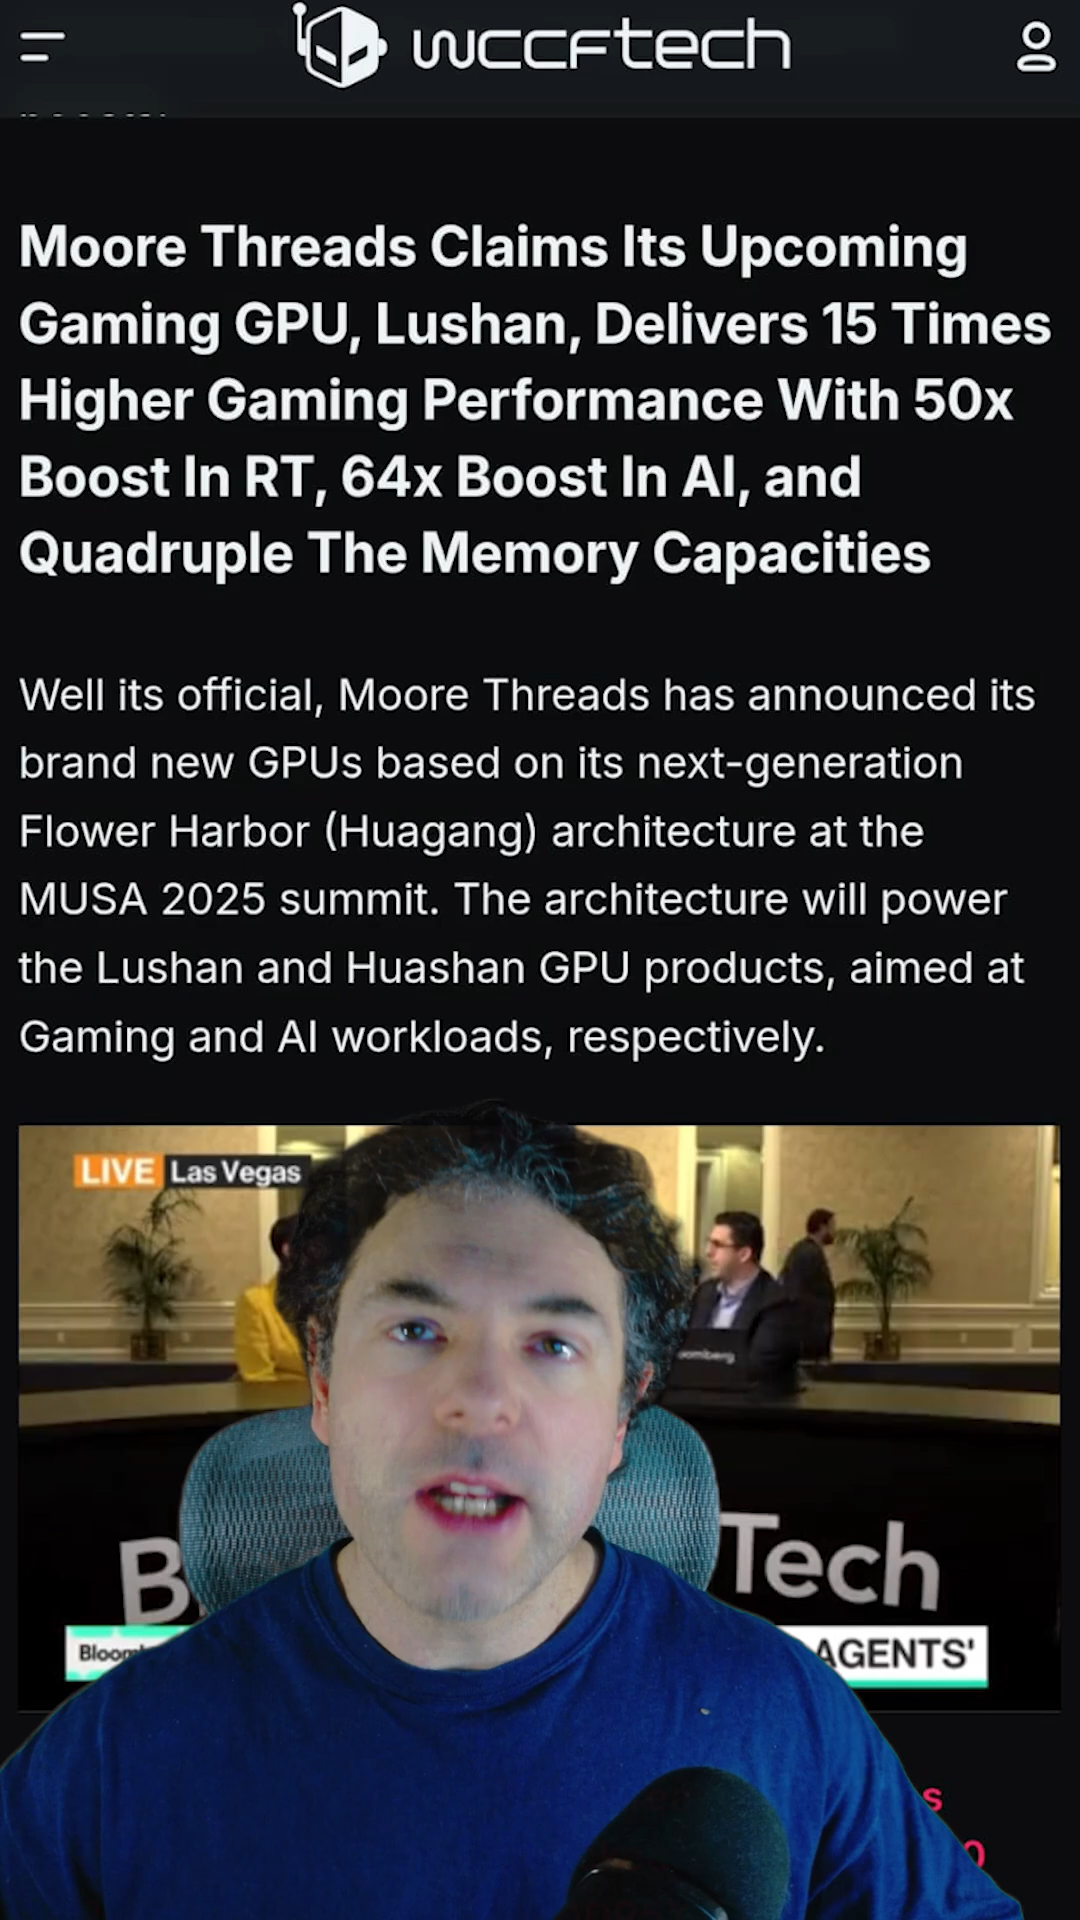 wccftech
Moore Threads Claims Its Upcoming
Gaming GPU, Lushan, Delivers 15 Times
Higher Gaming Performance With 50x
Boost In RT, 64x Boost In AI, and
Quadruple The Memory Capacities
Well its official, Moore Threads has announced its
brand new GPUs based on its next-generation
Flower Harbor (Huagang) architecture at the
MUSA 2025 summit. The architecture will power
the Lushan and Huashan GPU products, aimed at
Gaming and AI workloads, respectively.
LIVE Las Vegas
Tech
AGENTS'